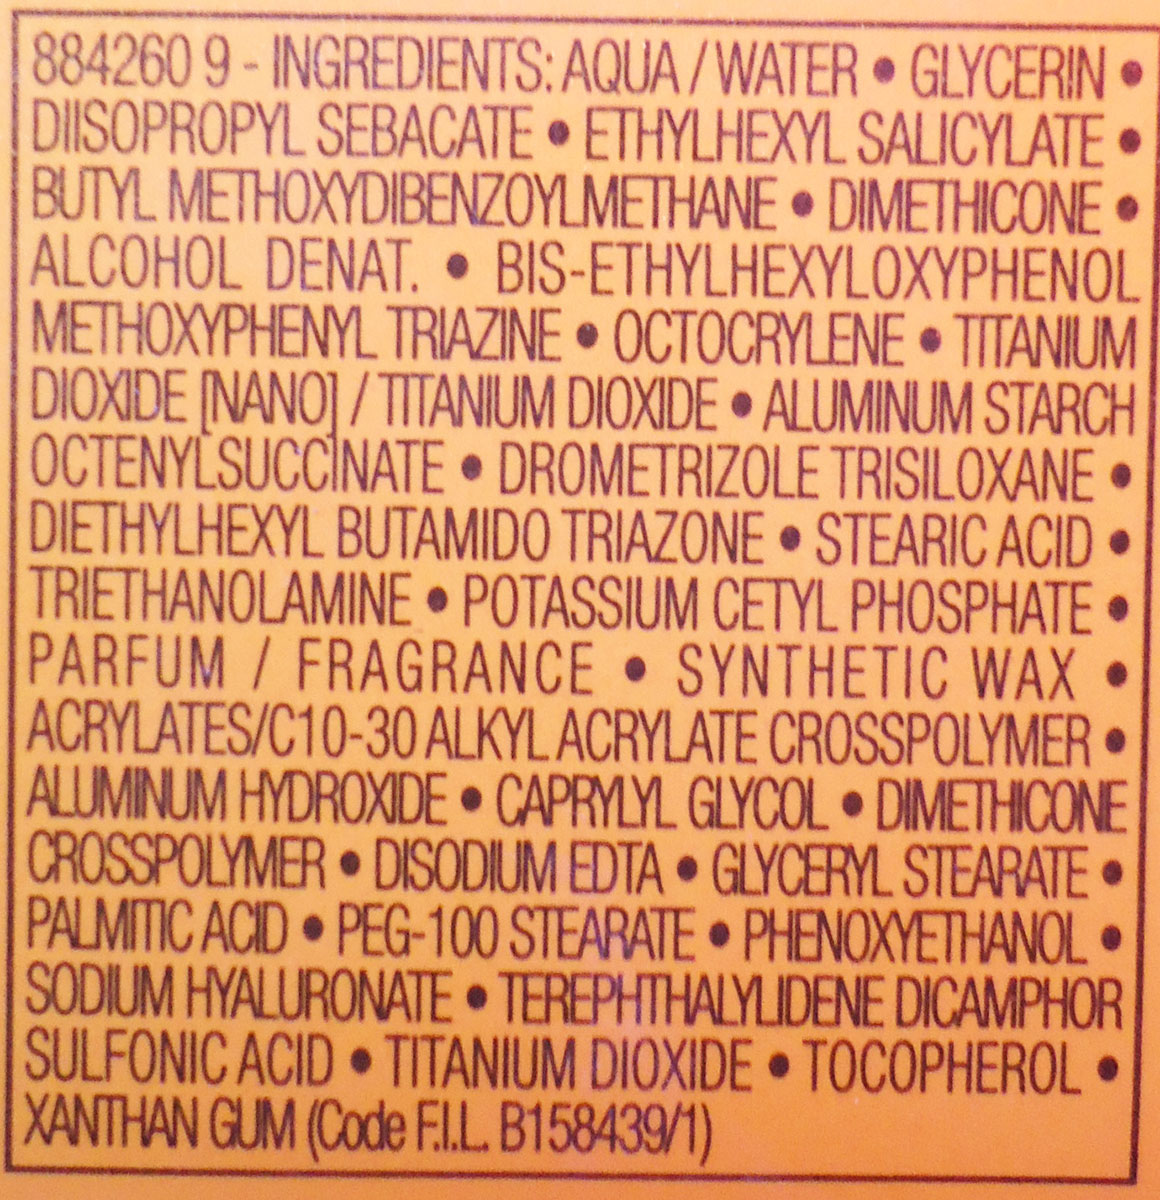 884260 9 - INGREDIENTS: AQUA / WATER • GLYCERIN •
DIISOPROPYL SEBACATE • ETHYLHEXYL SALICYLATE •
BUTYL METHOXYDIBENZOYLMETHANE • DIMETHICONE •
ALCOHOL DENAT. • BIS-ETHYLHEXYLOXYPHENOL
METHOXYPHENYL TRIAZINE • OCTOCRYLENE • TITANIUM
DIOXIDE [NANO] / TITANIUM DIOXIDE • ALUMINUM STARCH
OCTENYLSUCCINATE • DROMETRIZOLE TRISILOXANE •
DIETHYLHEXYL BUTAMIDO TRIAZONE • STEARIC ACID •
TRIETHANOLAMINE • POTASSIUM CETYL PHOSPHATE •
PARFUM / FRAGRANCE • SYNTHETIC WAX •
ACRYLATES/C10-30 ALKYL ACRYLATE CROSSPOLYMER •
ALUMINUM HYDROXIDE • CAPRYLYL GLYCOL • DIMETHICONE
CROSSPOLYMER • DISODIUM EDTA • GLYCERYL STEARATE •
PALMITIC ACID • PEG-100 STEARATE • PHENOXYETHANOL •
SODIUM HYALURONATE • TEREPHTHALYLIDENE DICAMPHOR
SULFONIC ACID • TITANIUM DIOXIDE • TOCOPHEROL •
XANTHAN GUM (Code F.I.L. B158439/1)